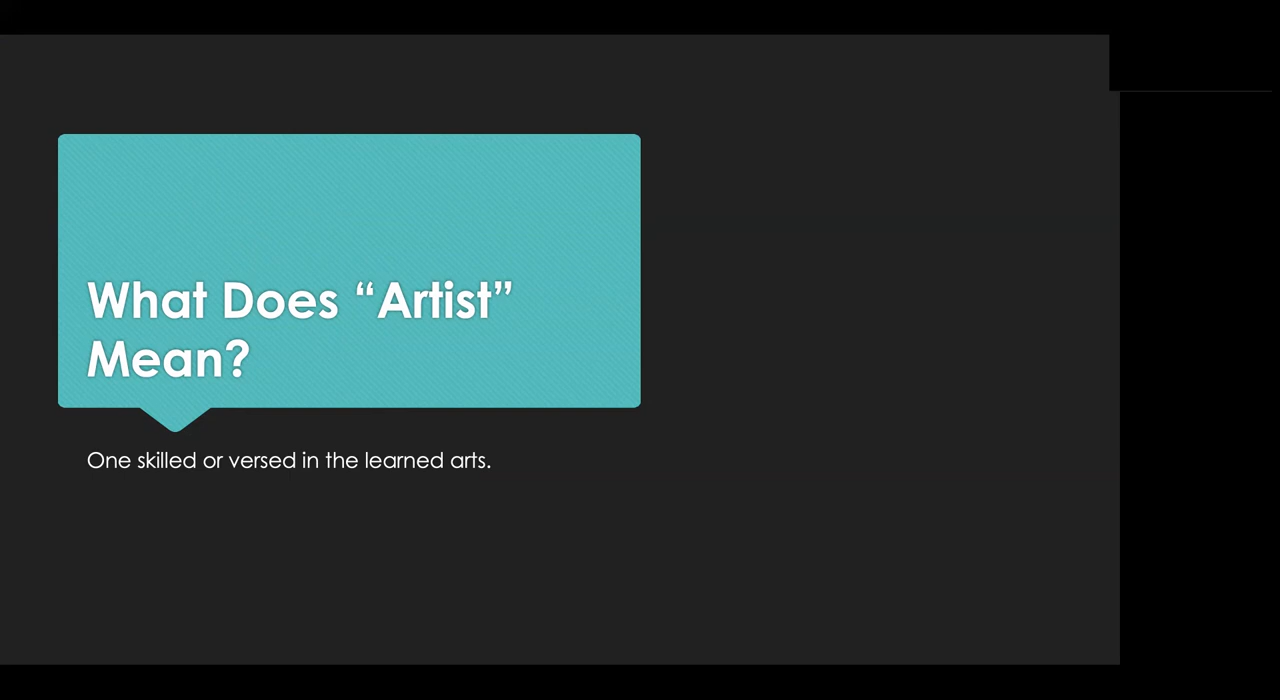 What Does “Artist”
Mean?
One skilled or versed in the learned arts.